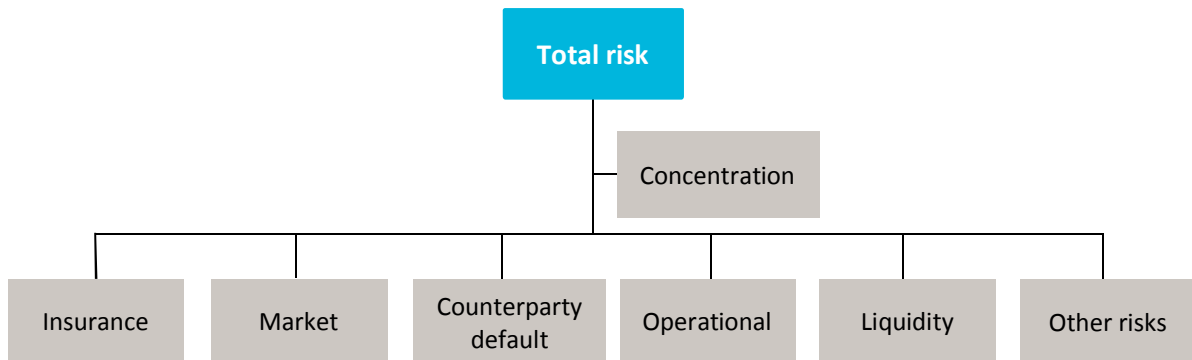 Total risk
Concentration
Insurance
Market
Counterparty
default
Operational
Liquidity
Other risks